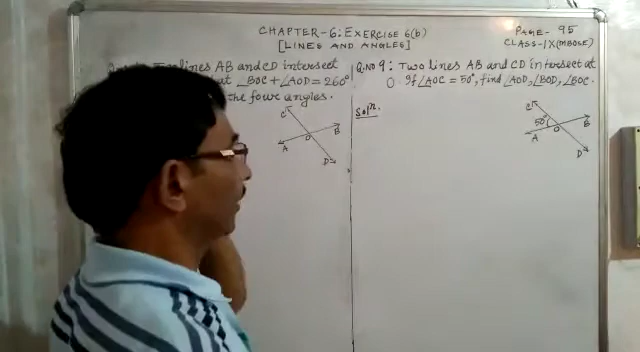 CHAPTER-6: EXERCISE 6(b)
[LINES AND ANGLES]
PAGE- 95
CLASS-IX(MBOSE)
lines AB and CD intersect
∠BOC + ∠AOD = 260°
the four angles.
C
B
O
A
D
Q.NO 9: Two lines AB and CD intersect at
O. If ∠AOC = 50°, find ∠AOD, ∠BOD, ∠BOC.
Soln.
C
50°
B
O
A
D